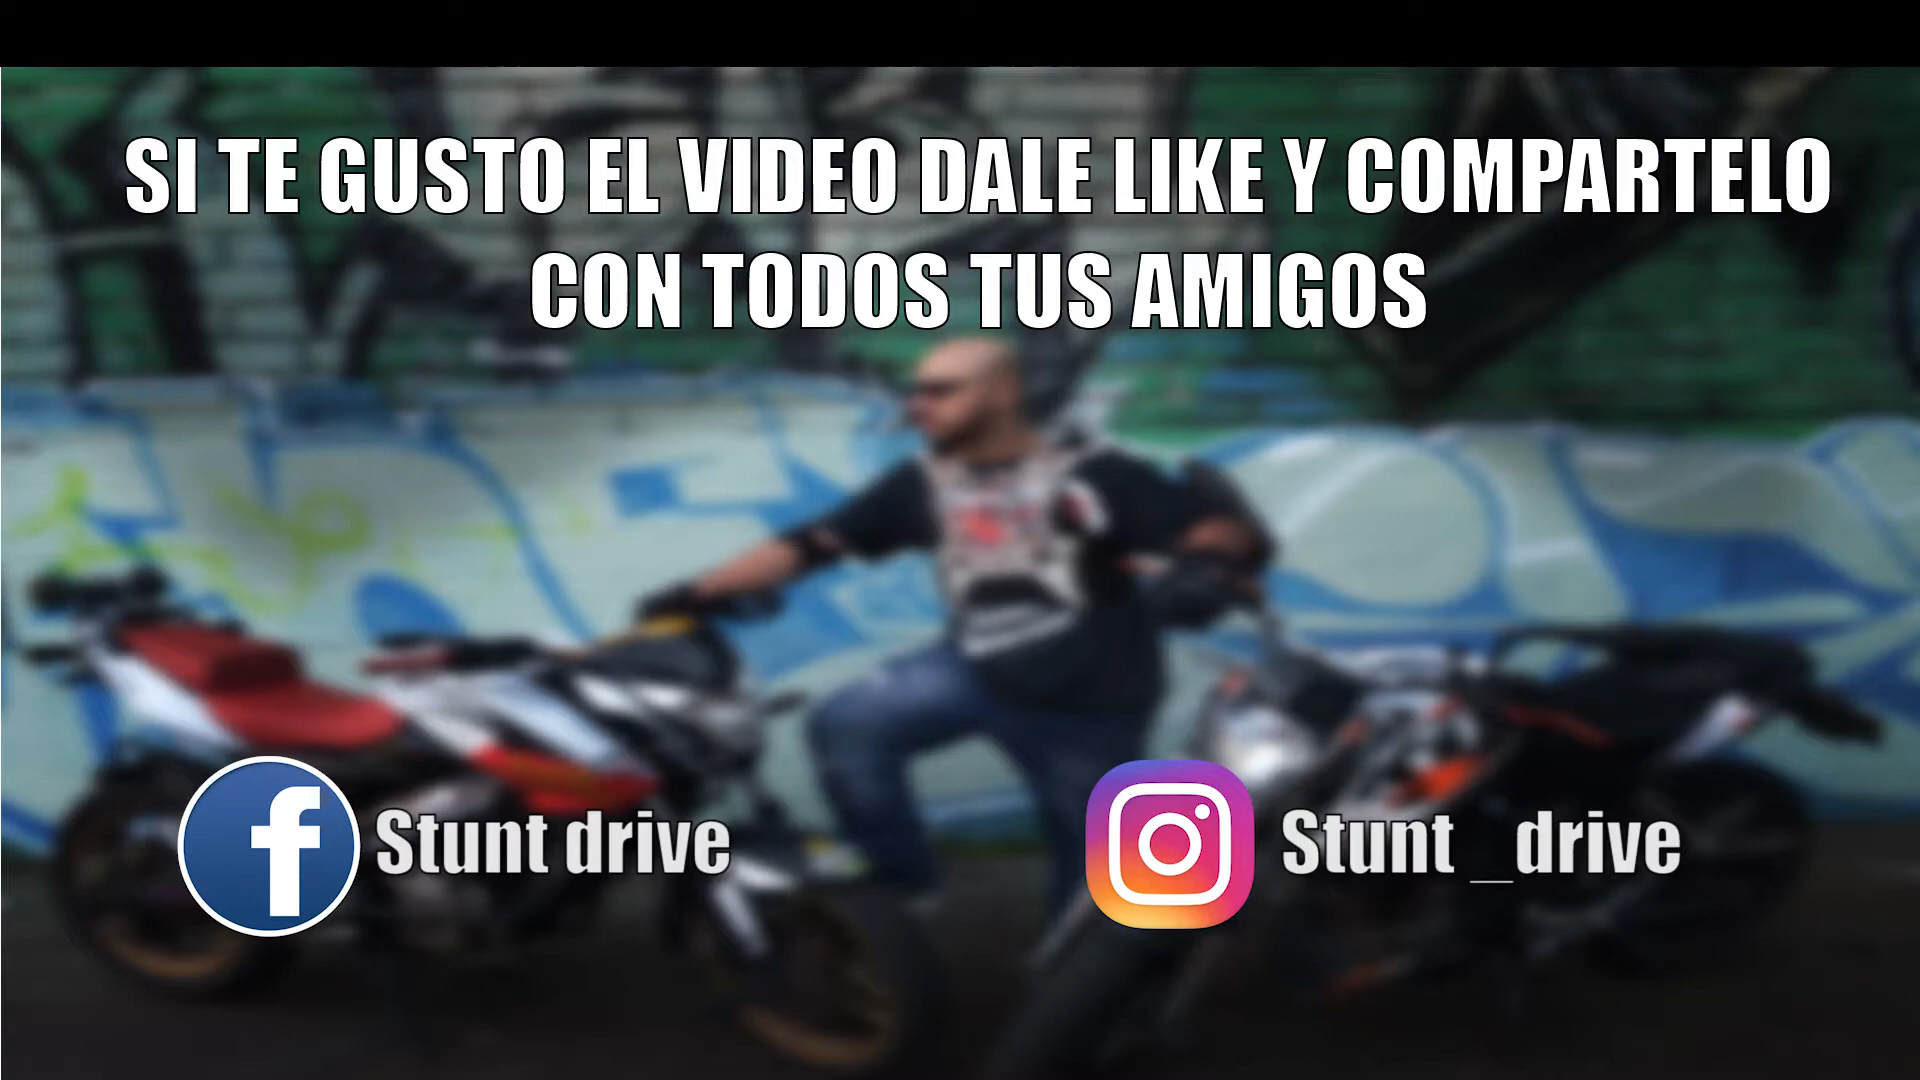 SI TE GUSTO EL VIDEO DALE LIKE Y COMPARTELO
CON TODOS TUS AMIGOS
Stunt drive
Stunt _drive